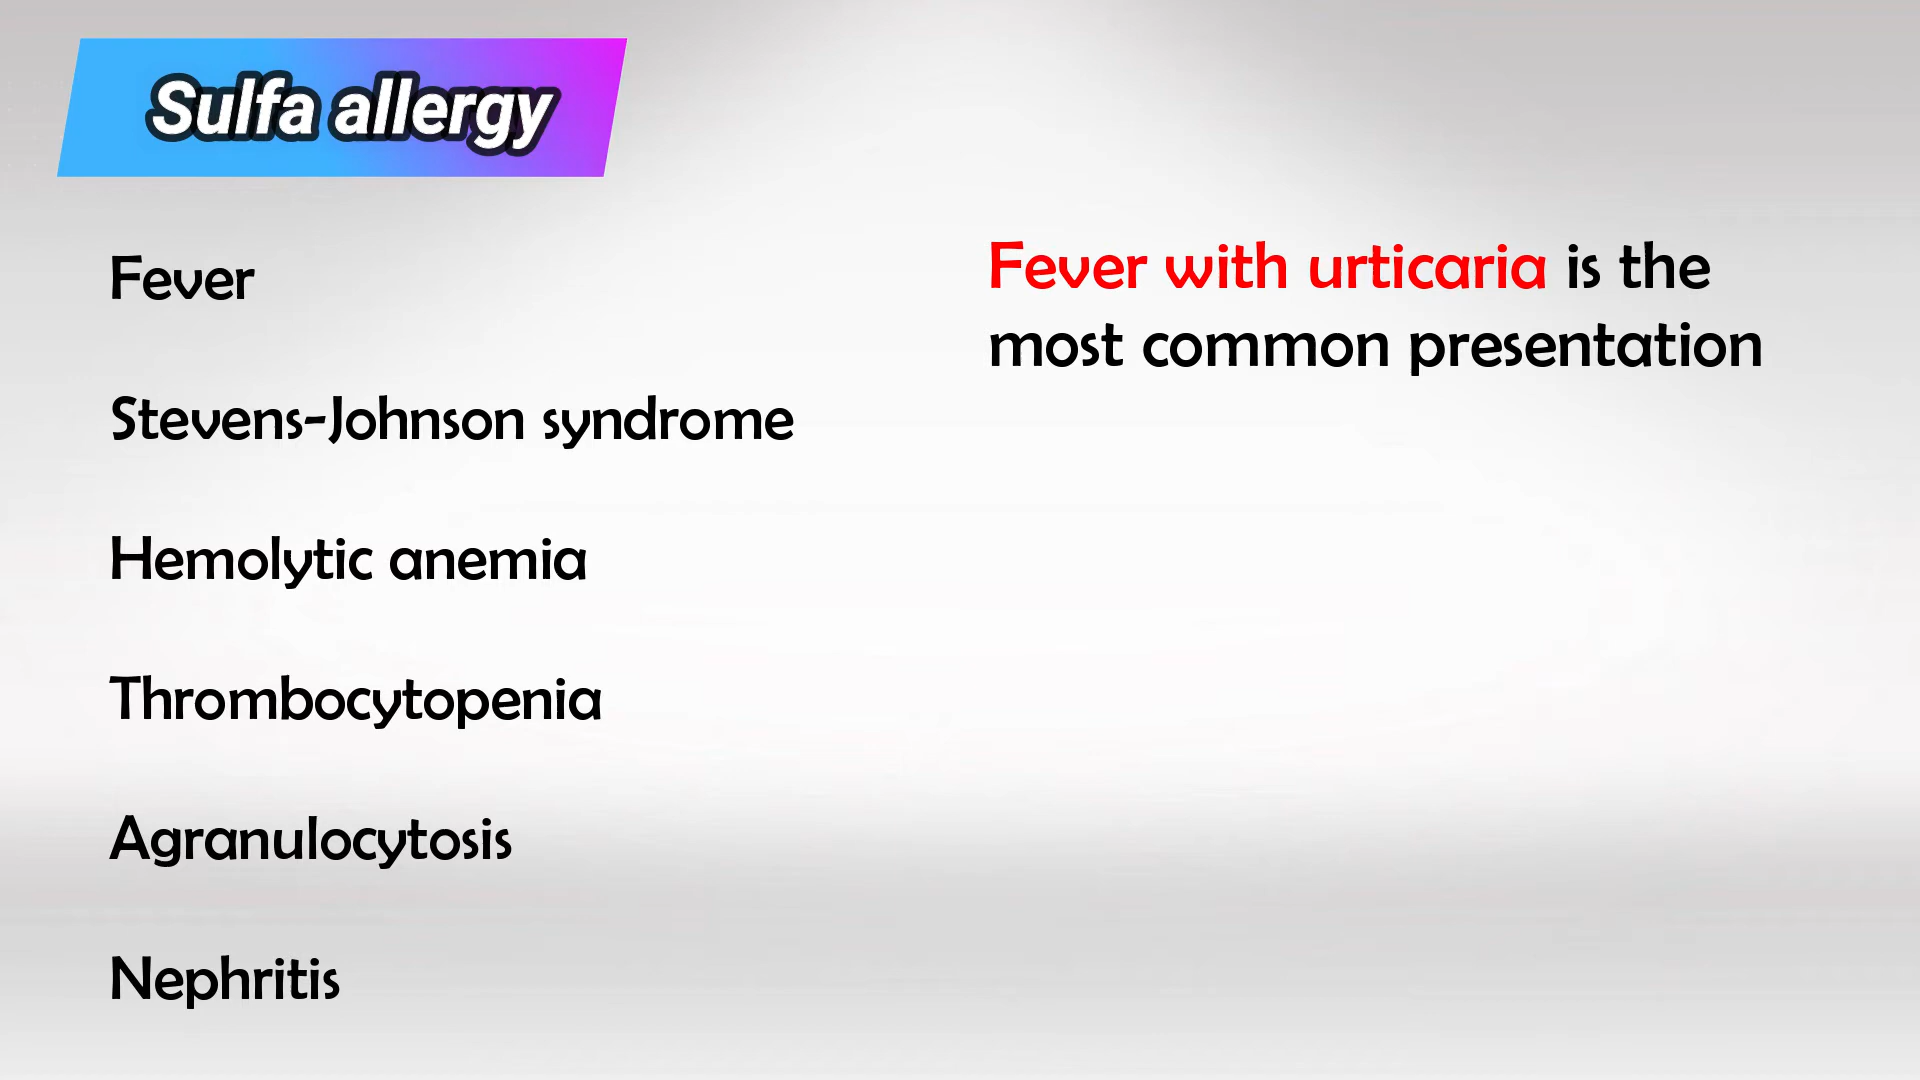 Sulfa allergy
Fever
Stevens-Johnson syndrome
Hemolytic anemia
Thrombocytopenia
Agranulocytosis
Nephritis
Fever with urticaria is the
most common presentation